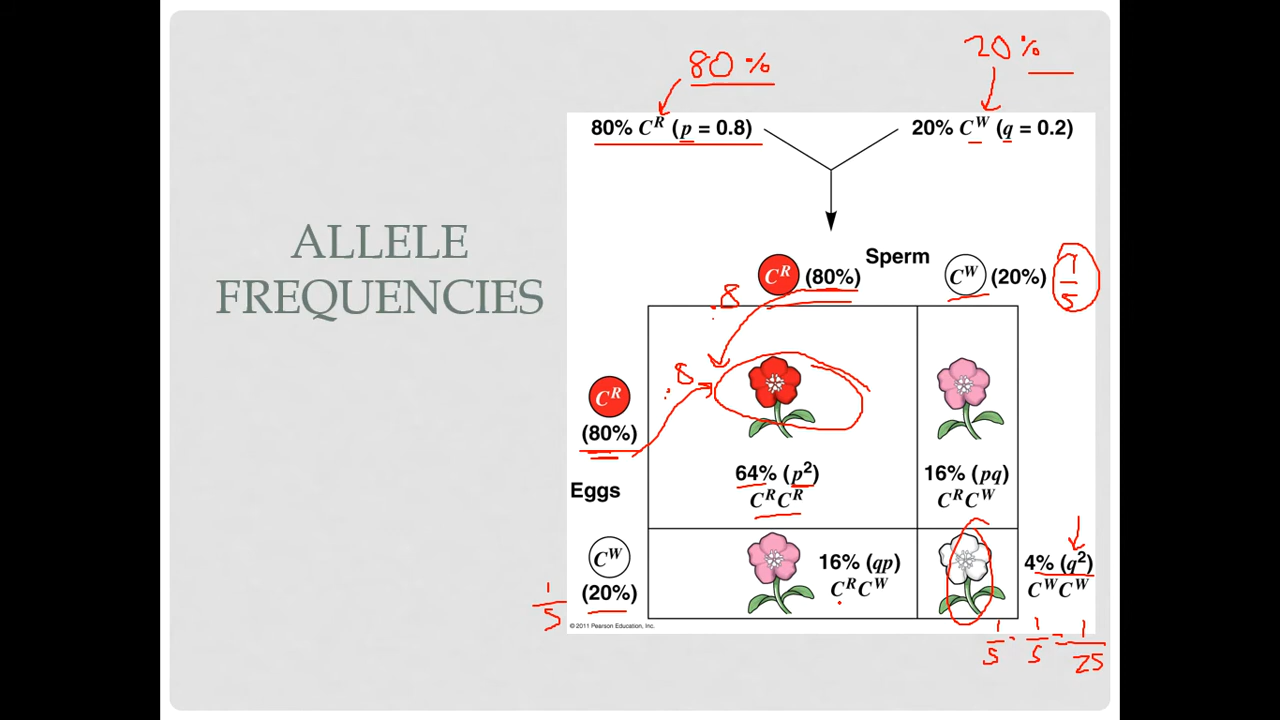 80 %
20 %
80% C^R (p = 0.8)
20% C^W (q = 0.2)
ALLELE
FREQUENCIES
Sperm
C^R (80%)
C^W (20%)
1/5
.8
.8
C^R
(80%)
64% (p²)
C^R C^R
16% (pq)
C^R C^W
Eggs
C^W
(20%)
1/5
16% (qp)
C^R C^W
4% (q²)
C^W C^W
© 2011 Pearson Education, Inc.
1/5 · 1/5 = 1/25